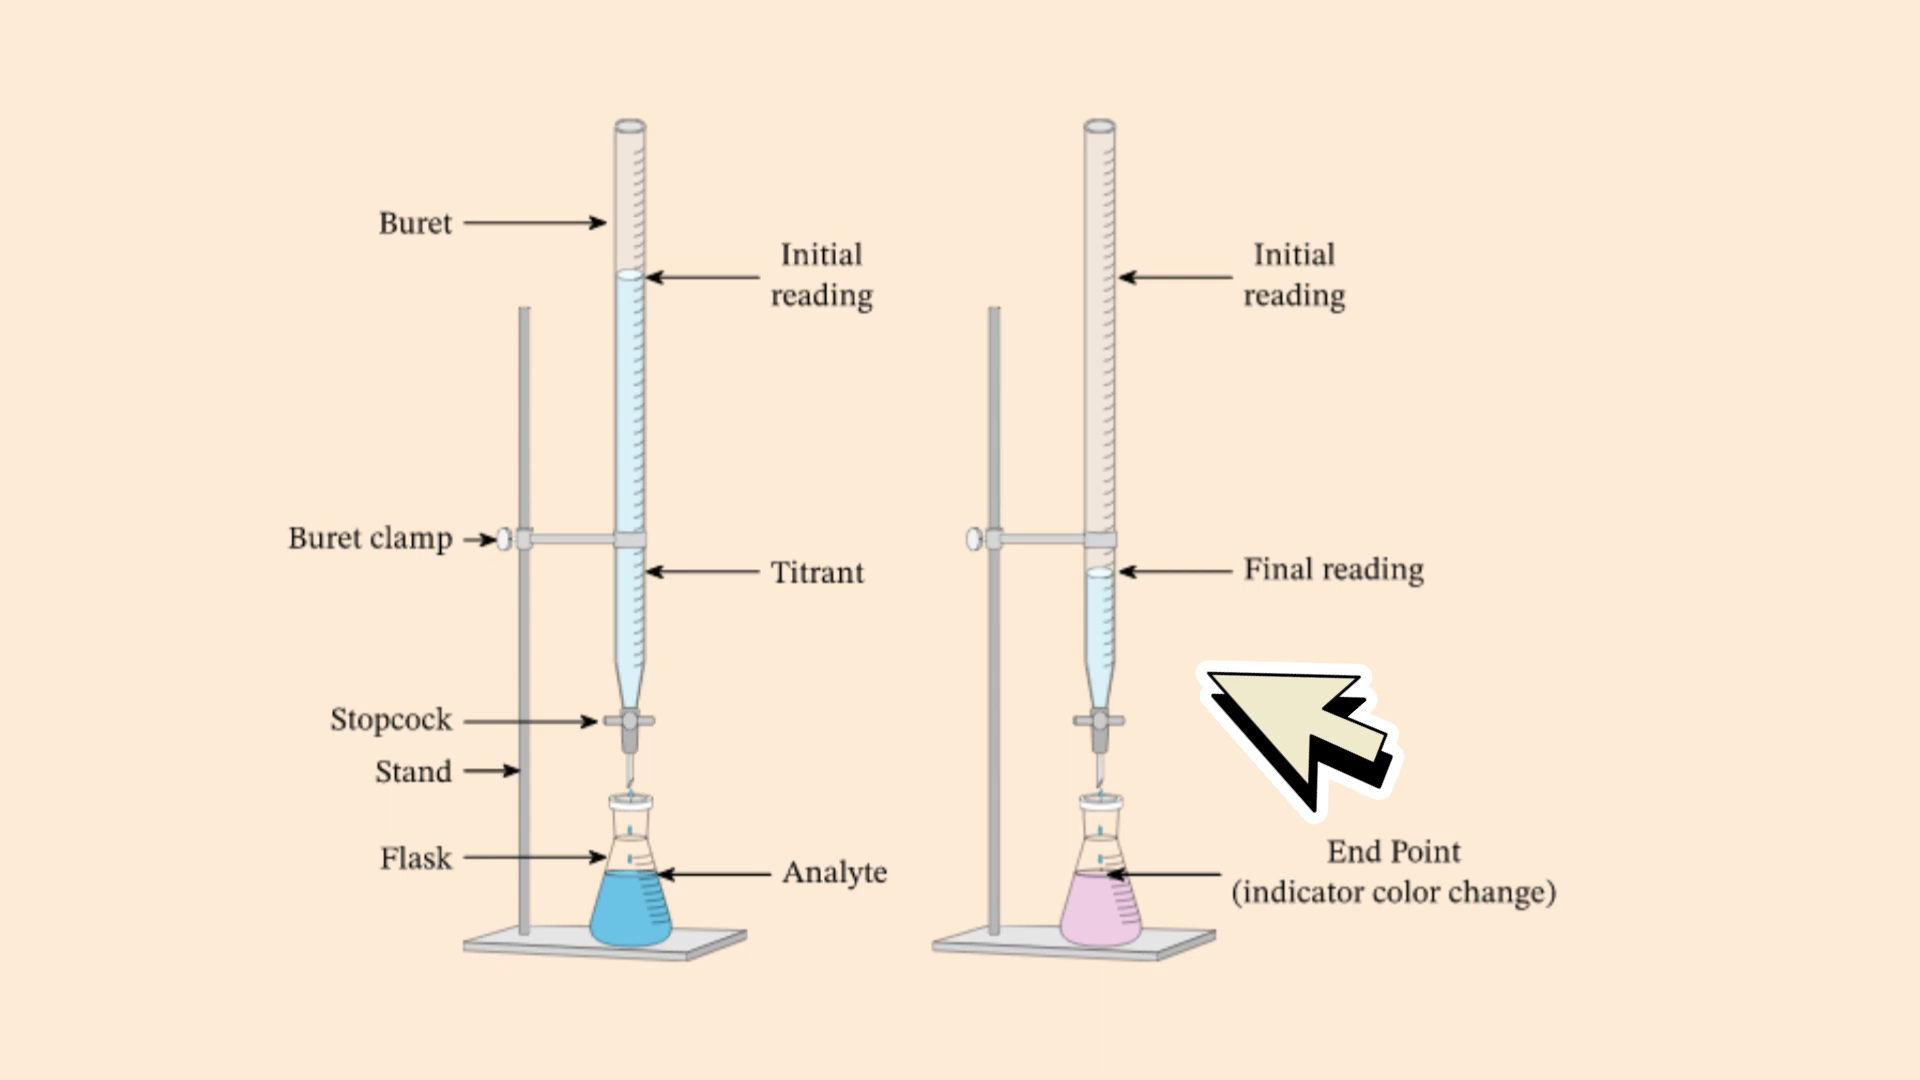 Buret
Initial
reading
Buret clamp
Titrant
Stopcock
Stand
Flask
Analyte
Initial
reading
Final reading
End Point
(indicator color change)